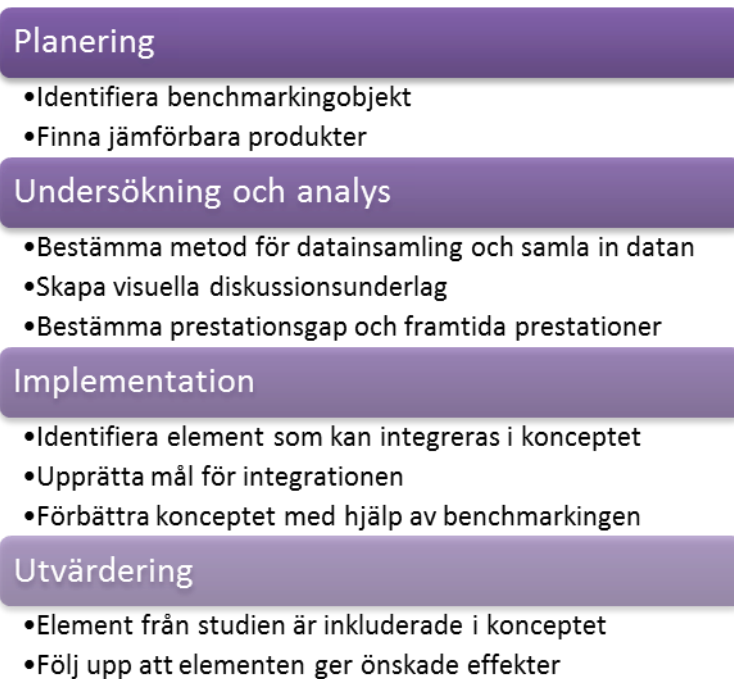 Planering
•Identifiera benchmarkingobjekt
•Finna jämförbara produkter
Undersökning och analys
•Bestämma metod för datainsamling och samla in datan
•Skapa visuella diskussionsunderlag
•Bestämma prestationsgap och framtida prestationer
Implementation
•Identifiera element som kan integreras i konceptet
•Upprätta mål för integrationen
•Förbättra konceptet med hjälp av benchmarkingen
Utvärdering
•Element från studien är inkluderade i konceptet
•Följ upp att elementen ger önskade effekter